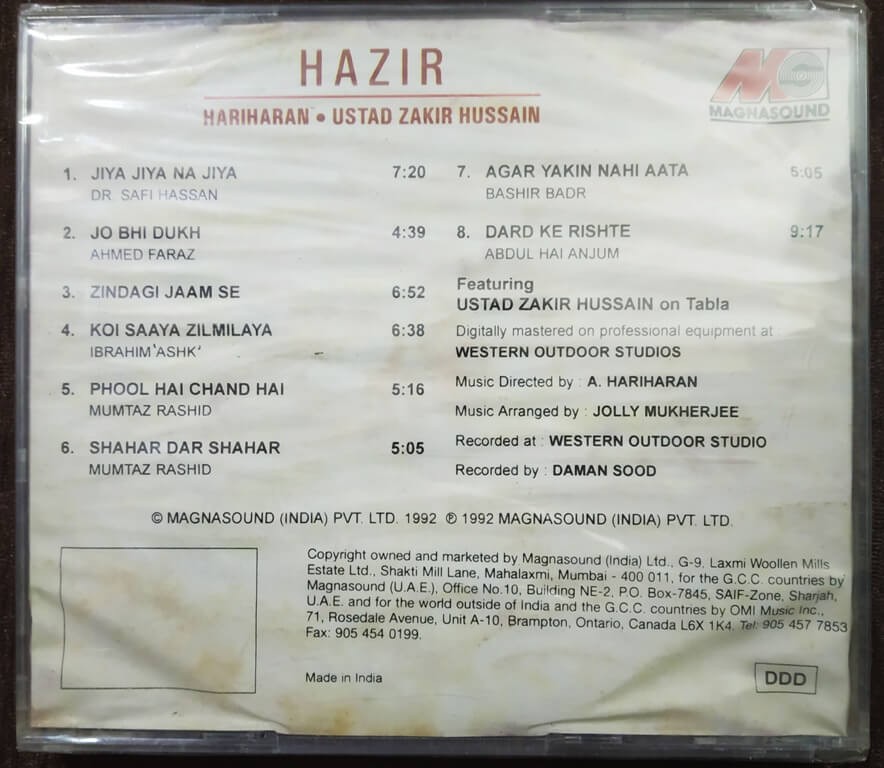 HAZIR
HARIHARAN • USTAD ZAKIR HUSSAIN
MAGNASOUND
1. JIYA JIYA NA JIYA 7:20
DR SAFI HASSAN
2. JO BHI DUKH 4:39
AHMED FARAZ
3. ZINDAGI JAAM SE 6:52
4. KOI SAAYA ZILMILAYA 6:38
IBRAHIM 'ASHK'
5. PHOOL HAI CHAND HAI 5:16
MUMTAZ RASHID
6. SHAHAR DAR SHAHAR 5:05
MUMTAZ RASHID
7. AGAR YAKIN NAHI AATA 5:05
BASHIR BADR
8. DARD KE RISHTE 9:17
ABDUL HAI ANJUM
Featuring
USTAD ZAKIR HUSSAIN on Tabla
Digitally mastered on professional equipment at
WESTERN OUTDOOR STUDIOS
Music Directed by : A. HARIHARAN
Music Arranged by : JOLLY MUKHERJEE
Recorded at : WESTERN OUTDOOR STUDIO
Recorded by : DAMAN SOOD
© MAGNASOUND (INDIA) PVT. LTD. 1992 ℗ 1992 MAGNASOUND (INDIA) PVT. LTD.
Copyright owned and marketed by Magnasound (India) Ltd., G-9, Laxmi Woollen Mills
Estate Ltd., Shakti Mill Lane, Mahalaxmi, Mumbai - 400 011, for the G.C.C. countries by
Magnasound (U.A.E.), Office No.10, Building NE-2, P.O. Box-7845, SAIF-Zone, Sharjah,
U.A.E. and for the world outside of India and the G.C.C. countries by OMI Music Inc.,
71, Rosedale Avenue, Unit A-10, Brampton, Ontario, Canada L6X 1K4. Tel: 905 457 7853
Fax: 905 454 0199.
Made in India
DDD